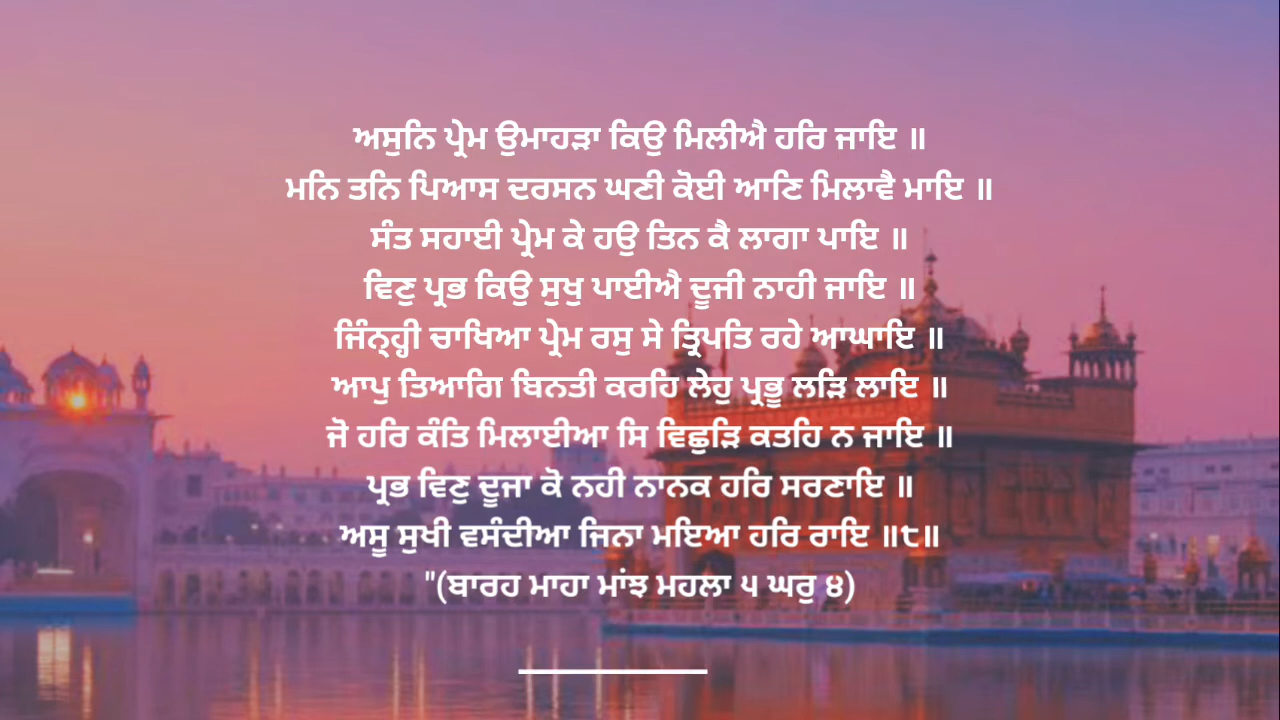 ਅਸੁਨਿ ਪ੍ਰੇਮ ਉਮਾਹੜਾ ਕਿਉ ਮਿਲੀਐ ਹਰਿ ਜਾਇ ॥
ਮਨਿ ਤਨਿ ਪਿਆਸ ਦਰਸਨ ਘਣੀ ਕੋਈ ਆਣਿ ਮਿਲਾਵੈ ਮਾਇ ॥
ਸੰਤ ਸਹਾਈ ਪ੍ਰੇਮ ਕੇ ਹਉ ਤਿਨ ਕੈ ਲਾਗਾ ਪਾਇ ॥
ਵਿਣੁ ਪ੍ਰਭ ਕਿਉ ਸੁਖੁ ਪਾਈਐ ਦੂਜੀ ਨਾਹੀ ਜਾਇ ॥
ਜਿੰਨ੍ਹ੍ਹੀ ਚਾਖਿਆ ਪ੍ਰੇਮ ਰਸੁ ਸੇ ਤ੍ਰਿਪਤਿ ਰਹੇ ਆਘਾਇ ॥
ਆਪੁ ਤਿਆਗਿ ਬਿਨਤੀ ਕਰਹਿ ਲੇਹੁ ਪ੍ਰਭੂ ਲੜਿ ਲਾਇ ॥
ਜੋ ਹਰਿ ਕੰਤਿ ਮਿਲਾਈਆ ਸਿ ਵਿਛੁੜਿ ਕਤਹਿ ਨ ਜਾਇ ॥
ਪ੍ਰਭ ਵਿਣੁ ਦੂਜਾ ਕੋ ਨਹੀ ਨਾਨਕ ਹਰਿ ਸਰਣਾਇ ॥
ਅਸੂ ਸੁਖੀ ਵਸੰਦੀਆ ਜਿਨਾ ਮਇਆ ਹਰਿ ਰਾਇ ॥੮॥
"(ਬਾਰਹ ਮਾਹਾ ਮਾਂਝ ਮਹਲਾ ੫ ਘਰੁ ੪)